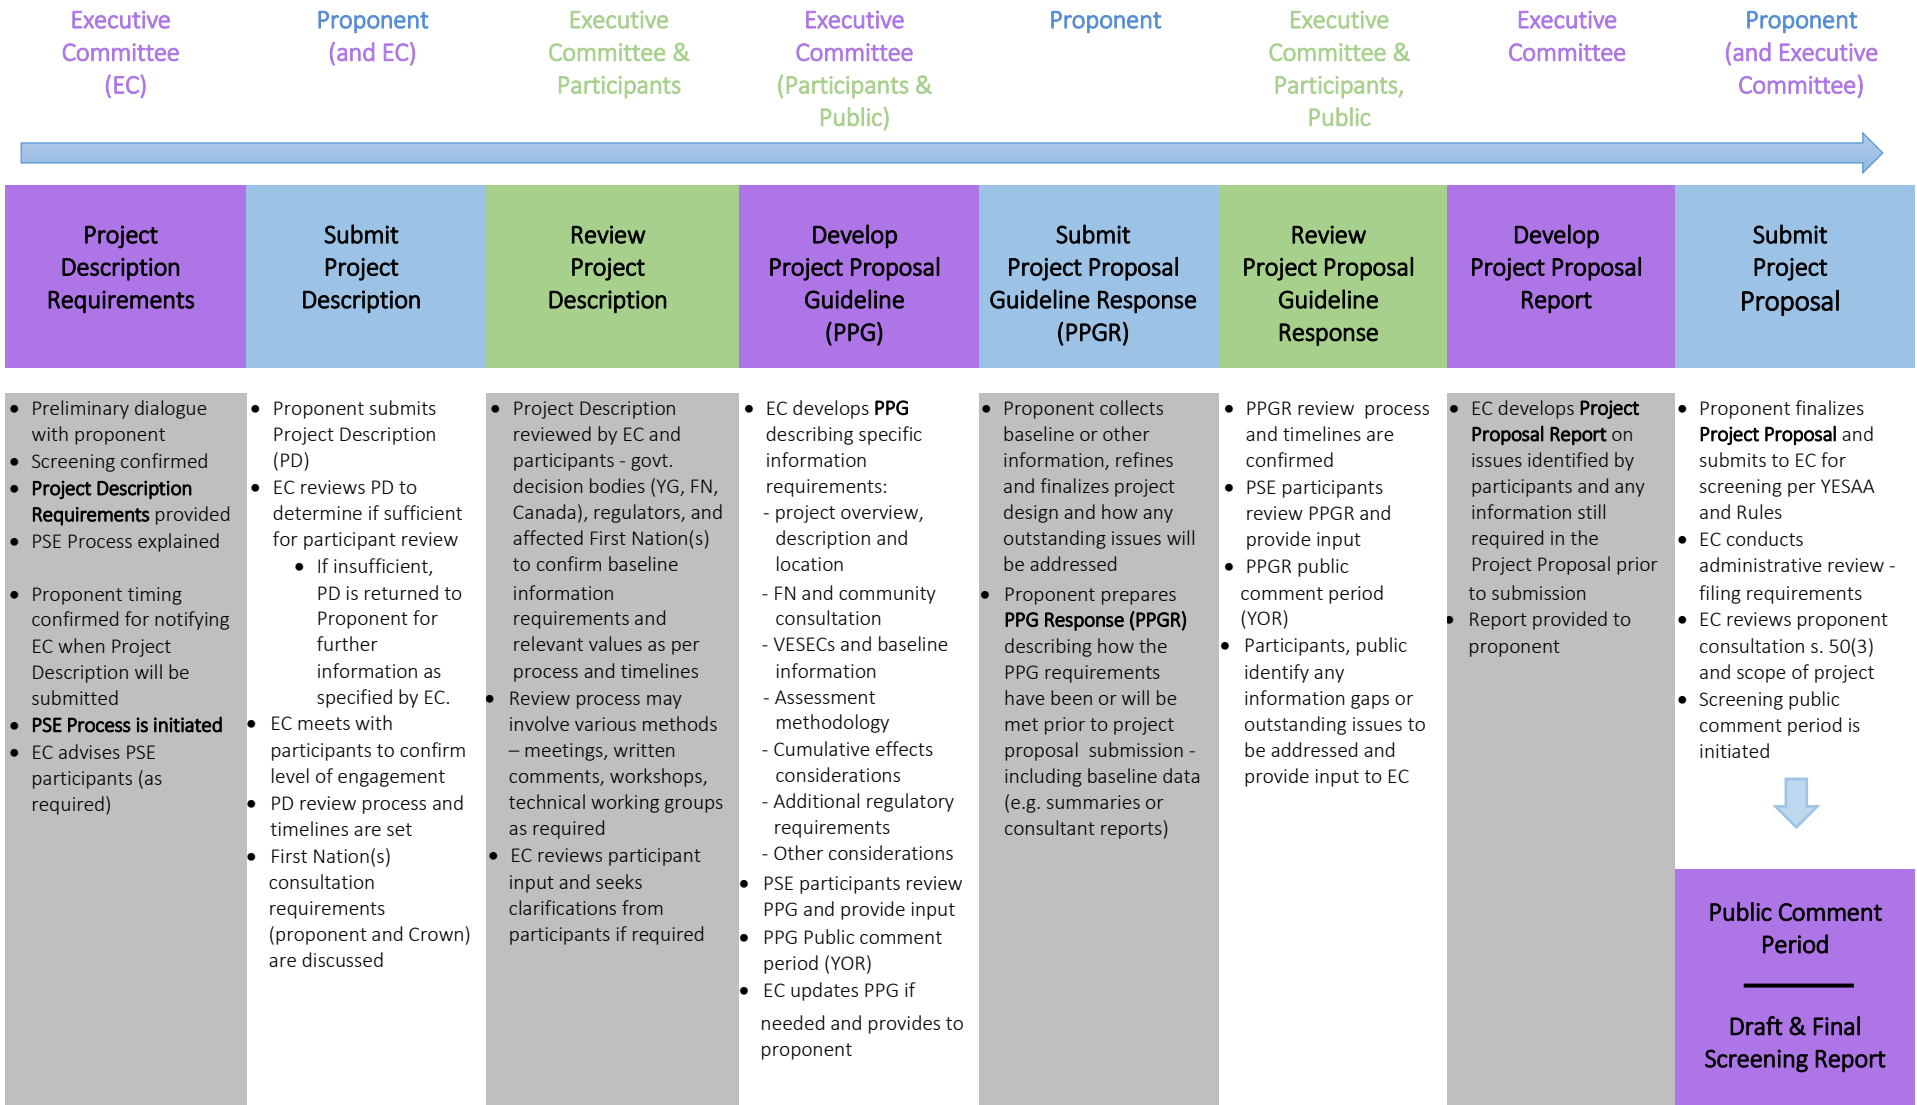 Executive
Committee
(EC)
Proponent
(and EC)
Executive
Committee &
Participants
Executive
Committee
(Participants &
Public)
Proponent
Executive
Committee &
Participants,
Public
Executive
Committee
Proponent
(and Executive
Committee)
Project
Description
Requirements
Submit
Project
Description
Review
Project
Description
Develop
Project Proposal
Guideline
(PPG)
Submit
Project Proposal
Guideline Response
(PPGR)
Review
Project Proposal
Guideline
Response
Develop
Project Proposal
Report
Submit
Project
Proposal
• Preliminary dialogue
with proponent
• Screening confirmed
• Project Description
Requirements provided
• PSE Process explained
• Proponent timing
confirmed for notifying
EC when Project
Description will be
submitted
• PSE Process is initiated
• EC advises PSE
participants (as
required)
• Proponent submits
Project Description
(PD)
• EC reviews PD to
determine if sufficient
for participant review
• If insufficient,
PD is returned to
Proponent for
further
information as
specified by EC.
• EC meets with
participants to confirm
level of engagement
• PD review process and
timelines are set
• First Nation(s)
consultation
requirements
(proponent and Crown)
are discussed
• Project Description
reviewed by EC and
participants - govt.
decision bodies (YG, FN,
Canada), regulators, and
affected First Nation(s)
to confirm baseline
information
requirements and
relevant values as per
process and timelines
• Review process may
involve various methods
– meetings, written
comments, workshops,
technical working groups
as required
• EC reviews participant
input and seeks
clarifications from
participants if required
• EC develops PPG
describing specific
information
requirements:
- project overview,
description and
location
- FN and community
consultation
- VESECs and baseline
information
- Assessment
methodology
- Cumulative effects
considerations
- Additional regulatory
requirements
- Other considerations
• PSE participants review
PPG and provide input
• PPG Public comment
period (YOR)
• EC updates PPG if
needed and provides to
proponent
• Proponent collects
baseline or other
information, refines
and finalizes project
design and how any
outstanding issues will
be addressed
• Proponent prepares
PPG Response (PPGR)
describing how the
PPG requirements
have been or will be
met prior to project
proposal submission -
including baseline data
(e.g. summaries or
consultant reports)
• PPGR review process
and timelines are
confirmed
• PSE participants
review PPGR and
provide input
• PPGR public
comment period
(YOR)
• Participants, public
identify any
information gaps or
outstanding issues to
be addressed and
provide input to EC
• EC develops Project
Proposal Report on
issues identified by
participants and any
information still
required in the
Project Proposal prior
to submission
• Report provided to
proponent
• Proponent finalizes
Project Proposal and
submits to EC for
screening per YESAA
and Rules
• EC conducts
administrative review -
filing requirements
• EC reviews proponent
consultation s. 50(3)
and scope of project
• Screening public
comment period is
initiated
Public Comment
Period
Draft & Final
Screening Report